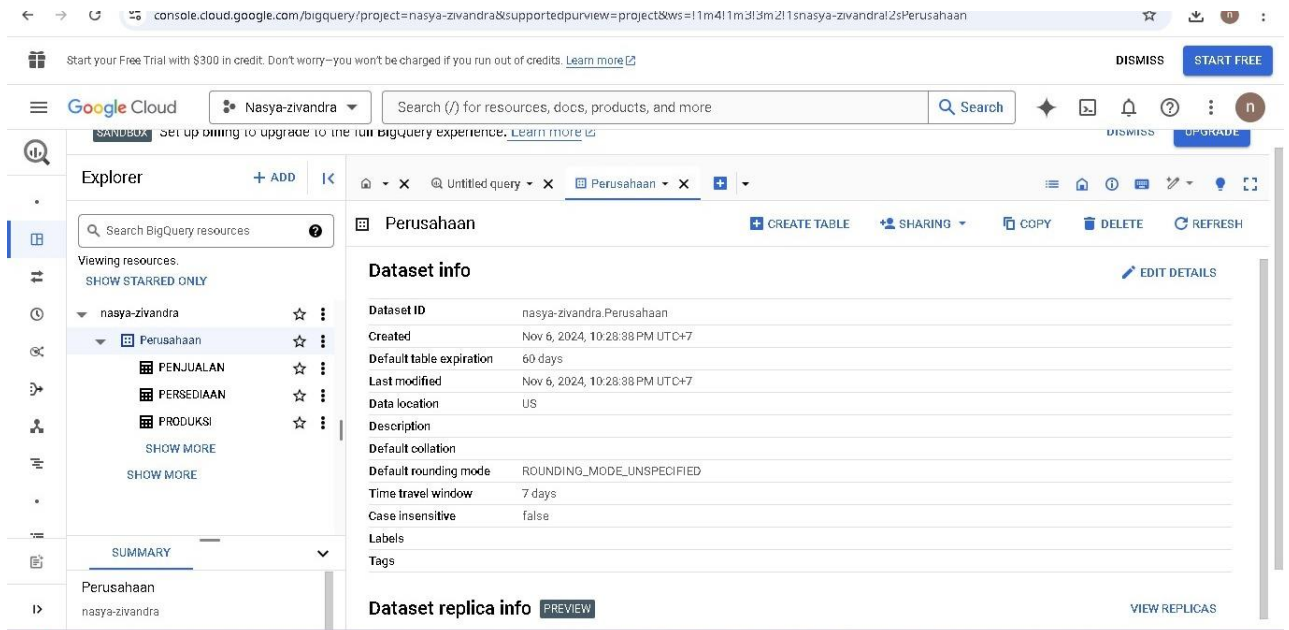 console.cloud.google.com/bigquery?project=nasya-zivandra&supportedpurview=project&ws=!1m4!1m3!3m2!1snasya-zivandra!2sPerusahaan
n
Start your Free Trial with $300 in credit. Don't worry—you won't be charged if you run out of credits. Learn more
DISMISS
START FREE
Google Cloud
Nasya-zivandra
Search (/) for resources, docs, products, and more
Search
n
SANDBOX Set up billing to upgrade to the full BigQuery experience. Learn more
DISMISS
UPGRADE
Explorer
+ ADD
Untitled query
Perusahaan
Search BigQuery resources
Perusahaan
CREATE TABLE
SHARING
COPY
DELETE
REFRESH
Viewing resources.
SHOW STARRED ONLY
nasya-zivandra
Perusahaan
PENJUALAN
PERSEDIAAN
PRODUKSI
SHOW MORE
SHOW MORE
Dataset info
EDIT DETAILS
Dataset ID nasya-zivandra.Perusahaan
Created Nov 6, 2024, 10:28:38 PM UTC+7
Default table expiration 60 days
Last modified Nov 6, 2024, 10:28:38 PM UTC+7
Data location US
Description
Default collation
Default rounding mode ROUNDING_MODE_UNSPECIFIED
Time travel window 7 days
Case insensitive false
Labels
Tags
SUMMARY
Perusahaan
nasya-zivandra
Dataset replica info PREVIEW
VIEW REPLICAS